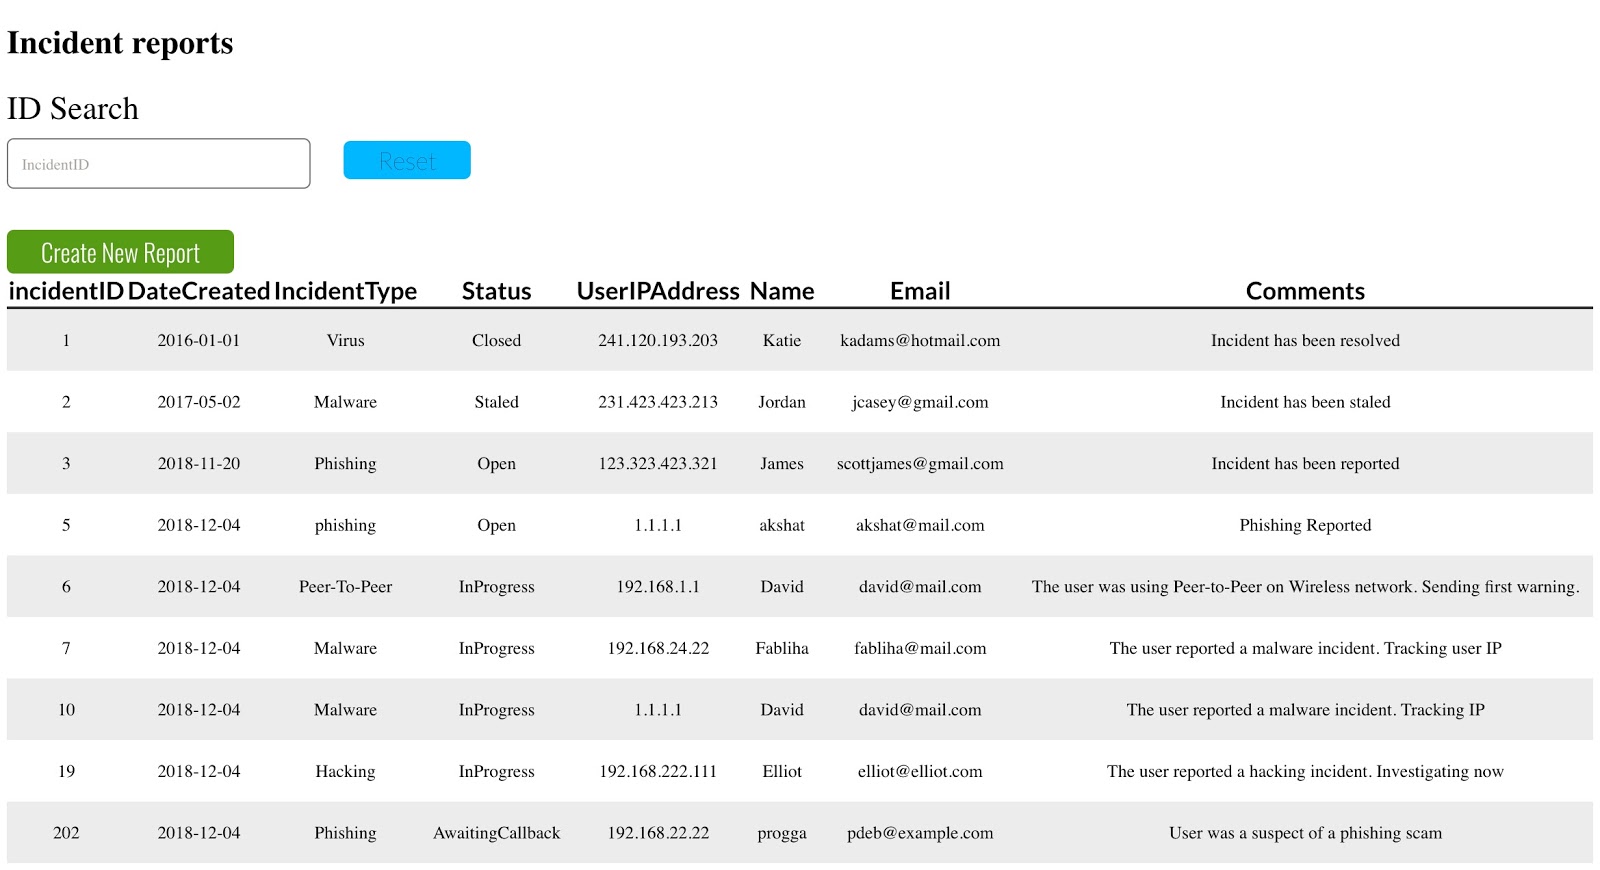 Incident reports
ID Search
IncidentID
Reset
Create New Report
incidentID DateCreated IncidentType Status UserIPAddress Name Email Comments
1 2016-01-01 Virus Closed 241.120.193.203 Katie kadams@hotmail.com Incident has been resolved
2 2017-05-02 Malware Staled 231.423.423.213 Jordan jcasey@gmail.com Incident has been staled
3 2018-11-20 Phishing Open 123.323.423.321 James scottjames@gmail.com Incident has been reported
5 2018-12-04 phishing Open 1.1.1.1 akshat akshat@mail.com Phishing Reported
6 2018-12-04 Peer-To-Peer InProgress 192.168.1.1 David david@mail.com The user was using Peer-to-Peer on Wireless network. Sending first warning.
7 2018-12-04 Malware InProgress 192.168.24.22 Fabliha fabliha@mail.com The user reported a malware incident. Tracking user IP
10 2018-12-04 Malware InProgress 1.1.1.1 David david@mail.com The user reported a malware incident. Tracking IP
19 2018-12-04 Hacking InProgress 192.168.222.111 Elliot elliot@elliot.com The user reported a hacking incident. Investigating now
202 2018-12-04 Phishing AwaitingCallback 192.168.22.22 progga pdeb@example.com User was a suspect of a phishing scam